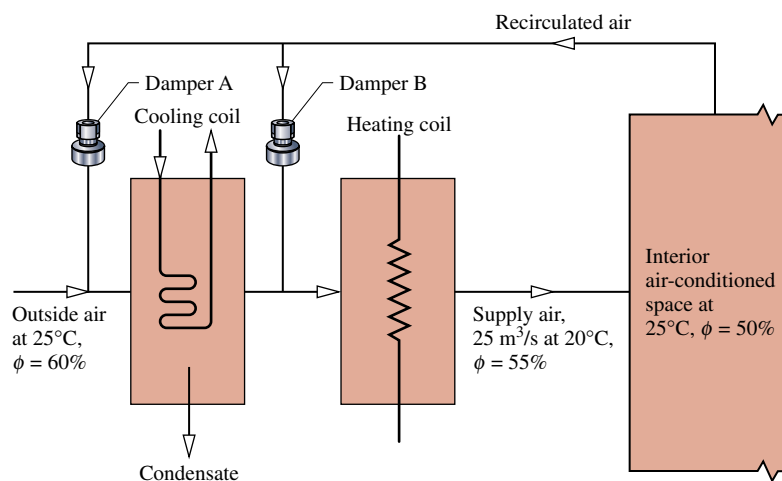 Recirculated air
Damper A
Damper B
Cooling coil
Heating coil
Interior
air-conditioned
space at
25°C, ϕ = 50%
Outside air
at 25°C,
ϕ = 60%
Supply air,
25 m³/s at 20°C,
ϕ = 55%
Condensate